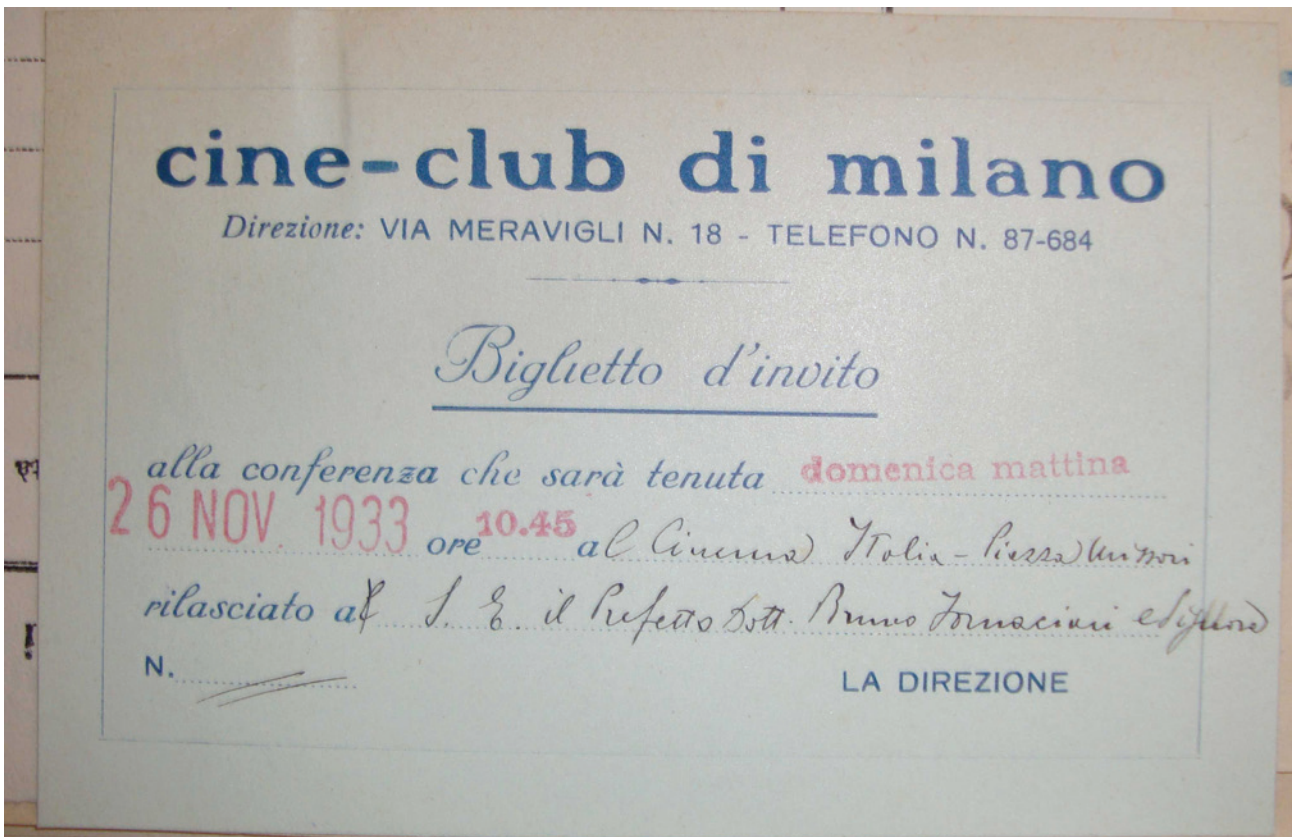 cine-club di milano
Direzione: VIA MERAVIGLI N. 18 - TELEFONO N. 87-684
Biglietto d'invito
alla conferenza che sarà tenuta domenica mattina
26 NOV. 1933 ore 10.45 al Cinema Italia - Piazza Missori
rilasciato a S. E. il Prefetto Dott. Bruno Fornaciari e Signora
N. LA DIREZIONE